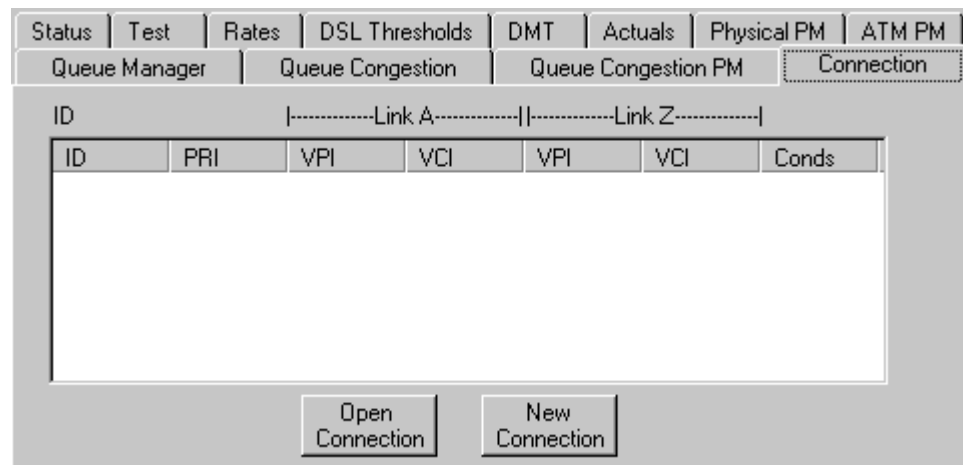 Status Test Rates DSL Thresholds DMT Actuals Physical PM ATM PM
Queue Manager Queue Congestion Queue Congestion PM Connection
ID |--------------Link A--------------||--------------Link Z--------------|
ID PRI VPI VCI VPI VCI Conds
Open Connection New Connection